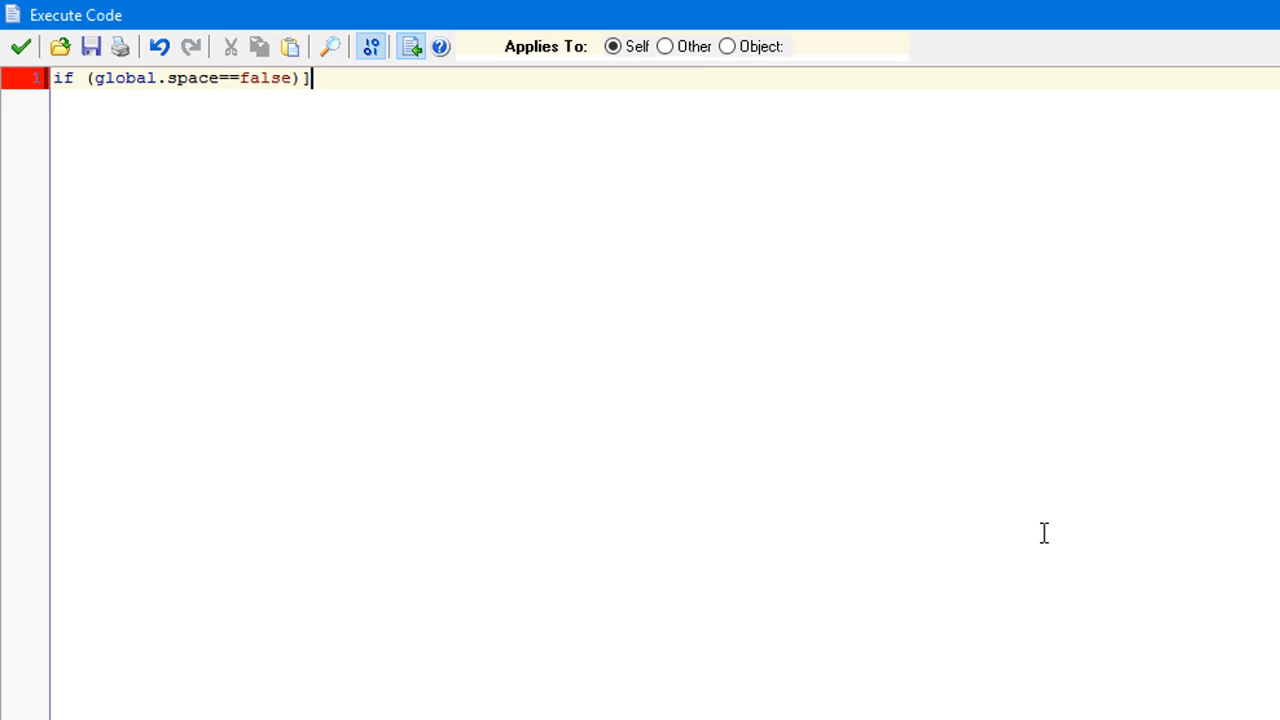 Execute Code
Applies To: Self Other Object:
1 if (global.space==false)]